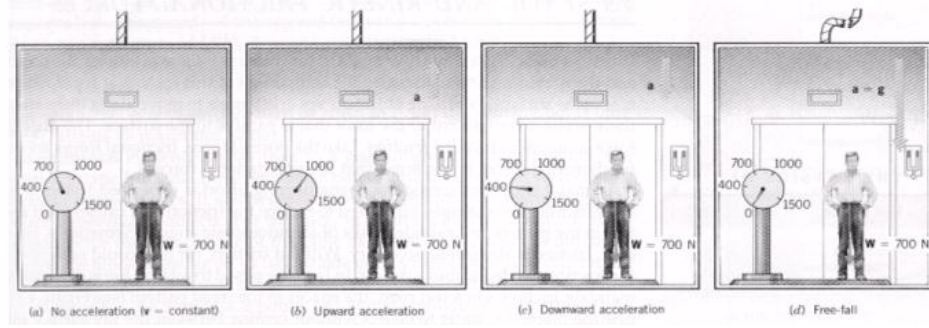 700
1000
400
1500
0
W = 700 N
(a) No acceleration (v = constant)
a
700
1000
400
1500
0
W = 700 N
(b) Upward acceleration
a
700
1000
400
1500
0
W = 700 N
(c) Downward acceleration
a = g
700
1000
400
1500
0
W = 700 N
(d) Free-fall